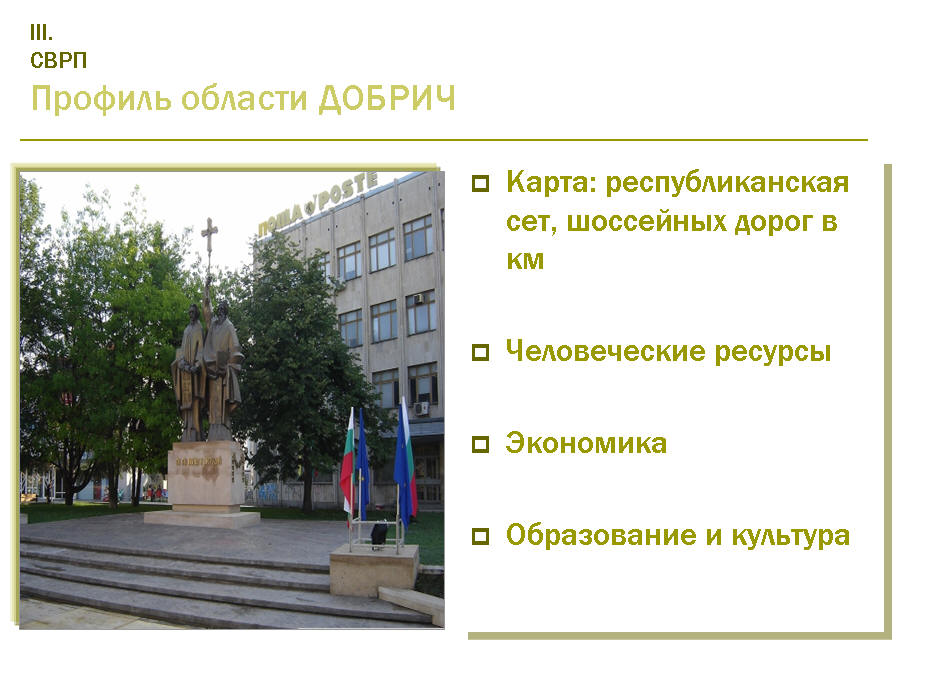 III.
СВРП
Профиль области ДОБРИЧ
ПОЩА POSTE
Карта: республиканская
сет, шоссейных дорог в
км
Человеческие ресурсы
Экономика
Образование и культура